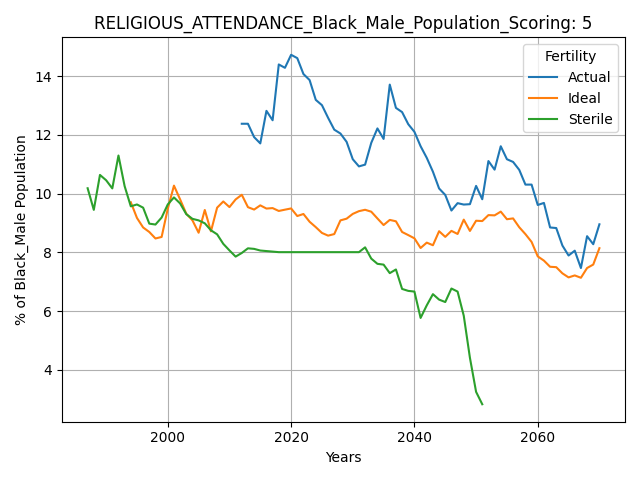 RELIGIOUS_ATTENDANCE_Black_Male_Population_Scoring: 5
Fertility
Actual
Ideal
Sterile
% of Black_Male Population
14
12
10
8
6
4
2000
2020
2040
2060
Years